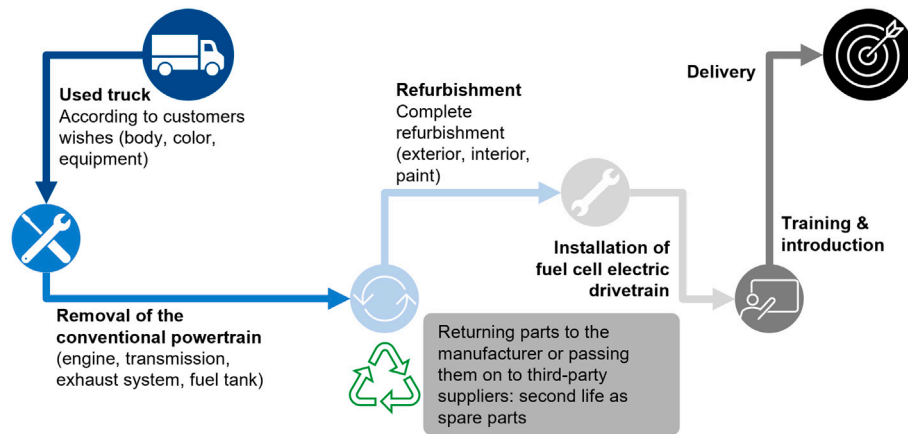 Used truck
According to customers
wishes (body, color,
equipment)
Removal of the
conventional powertrain
(engine, transmission,
exhaust system, fuel tank)
Refurbishment
Complete
refurbishment
(exterior, interior,
paint)
Returning parts to the
manufacturer or passing
them on to third-party
suppliers: second life as
spare parts
Installation of
fuel cell electric
drivetrain
Training &
introduction
Delivery